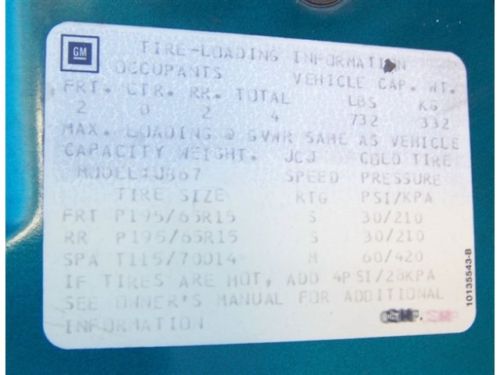 GM
TIRE-LOADING INFORMATION
OCCUPANTS VEHICLE CAP. WT.
FRT. CTR. RR. TOTAL LBS KG
2 0 2 4 732 332
MAX. LOADING @ GVWR SAME AS VEHICLE
CAPACITY WEIGHT. JCJ COLD TIRE
MODEL:J367 SPEED PRESSURE
TIRE SIZE RTG PSI/KPA
FRT P195/65R15 S 30/210
RR P195/65R15 S 30/210
SPA T115/70D14 M 60/420
IF TIRES ARE HOT, ADD 4PSI/28KPA
SEE OWNER'S MANUAL FOR ADDITIONAL
INFORMATION
10135543-B